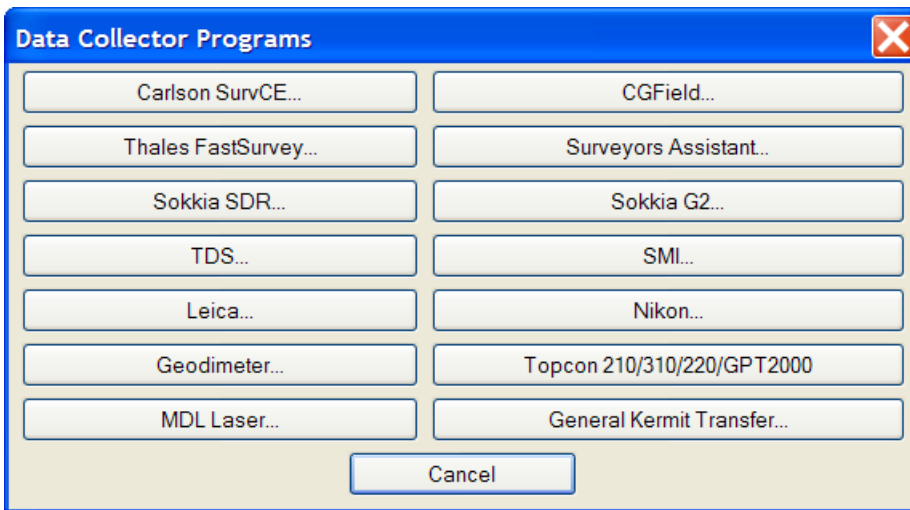 Data Collector Programs
Carlson SurvCE... CGField...
Thales FastSurvey... Surveyors Assistant...
Sokkia SDR... Sokkia G2...
TDS... SMI...
Leica... Nikon...
Geodimeter... Topcon 210/310/220/GPT2000
MDL Laser... General Kermit Transfer...
Cancel